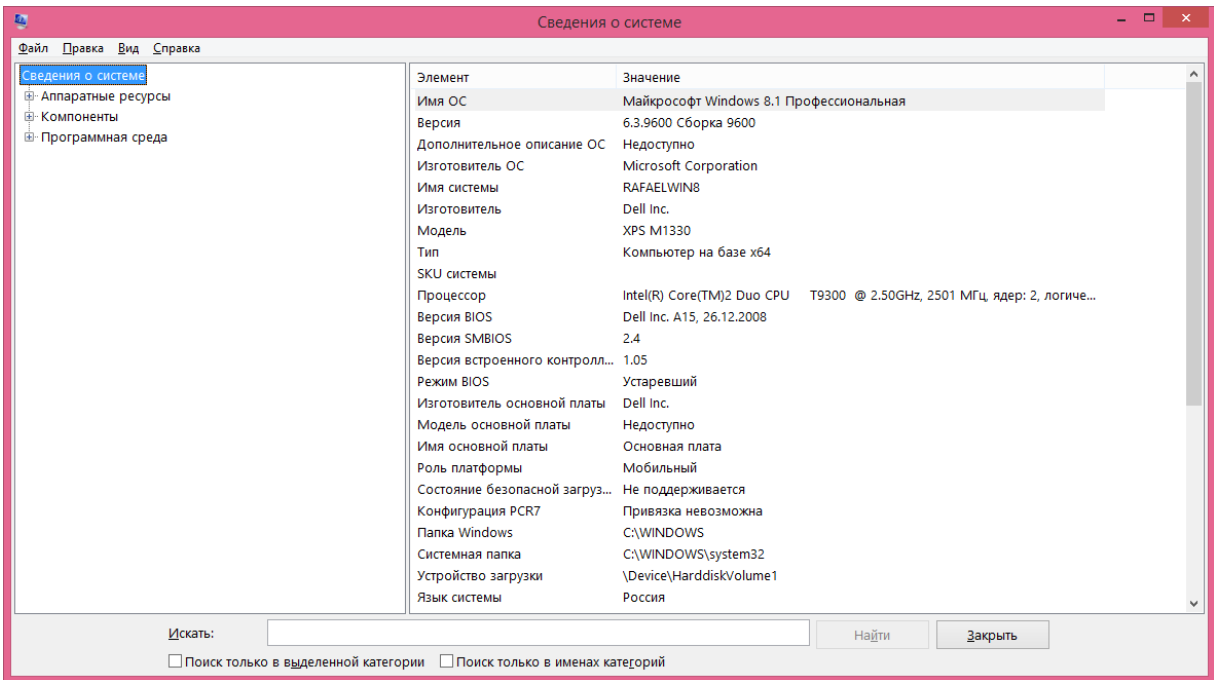 Сведения о системе
Файл Правка Вид Справка
Сведения о системе
Аппаратные ресурсы
Компоненты
Программная среда
Элемент Значение
Имя ОС Майкрософт Windows 8.1 Профессиональная
Версия 6.3.9600 Сборка 9600
Дополнительное описание ОС Недоступно
Изготовитель ОС Microsoft Corporation
Имя системы RAFAELWIN8
Изготовитель Dell Inc.
Модель XPS M1330
Тип Компьютер на базе x64
SKU системы
Процессор Intel(R) Core(TM)2 Duo CPU T9300 @ 2.50GHz, 2501 МГц, ядер: 2, логиче...
Версия BIOS Dell Inc. A15, 26.12.2008
Версия SMBIOS 2.4
Версия встроенного контролл... 1.05
Режим BIOS Устаревший
Изготовитель основной платы Dell Inc.
Модель основной платы Недоступно
Имя основной платы Основная плата
Роль платформы Мобильный
Состояние безопасной загруз... Не поддерживается
Конфигурация PCR7 Привязка невозможна
Папка Windows C:\WINDOWS
Системная папка C:\WINDOWS\system32
Устройство загрузки \Device\HarddiskVolume1
Язык системы Россия
Искать: Найти Закрыть
Поиск только в выделенной категории Поиск только в именах категорий